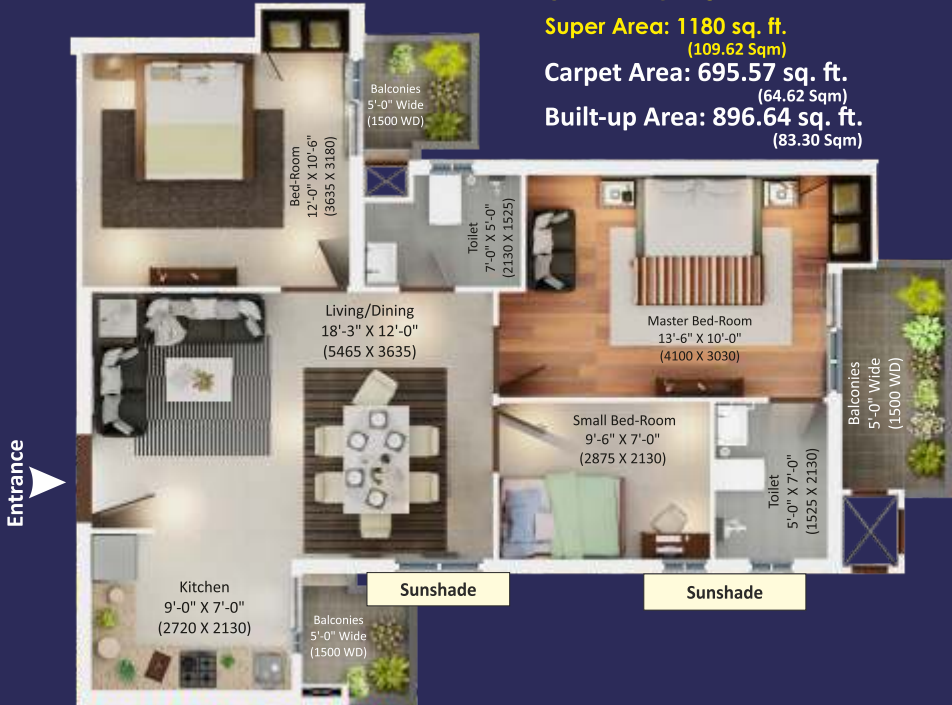 Super Area: 1180 sq. ft.
(109.62 Sqm)
Carpet Area: 695.57 sq. ft.
(64.62 Sqm)
Built-up Area: 896.64 sq. ft.
(83.30 Sqm)
Balconies
5'-0" Wide
(1500 WD)
Bed-Room
12'-0" X 10'-6"
(3635 X 3180)
Toilet
7'-0" X 5'-0"
(2130 X 1525)
Living/Dining
18'-3" X 12'-0"
(5465 X 3635)
Master Bed-Room
13'-6" X 10'-0"
(4100 X 3030)
Balconies
5'-0" Wide
(1500 WD)
Small Bed-Room
9'-6" X 7'-0"
(2875 X 2130)
Toilet
5'-0" X 7'-0"
(1525 X 2130)
Entrance
Kitchen
9'-0" X 7'-0"
(2720 X 2130)
Sunshade
Sunshade
Balconies
5'-0" Wide
(1500 WD)